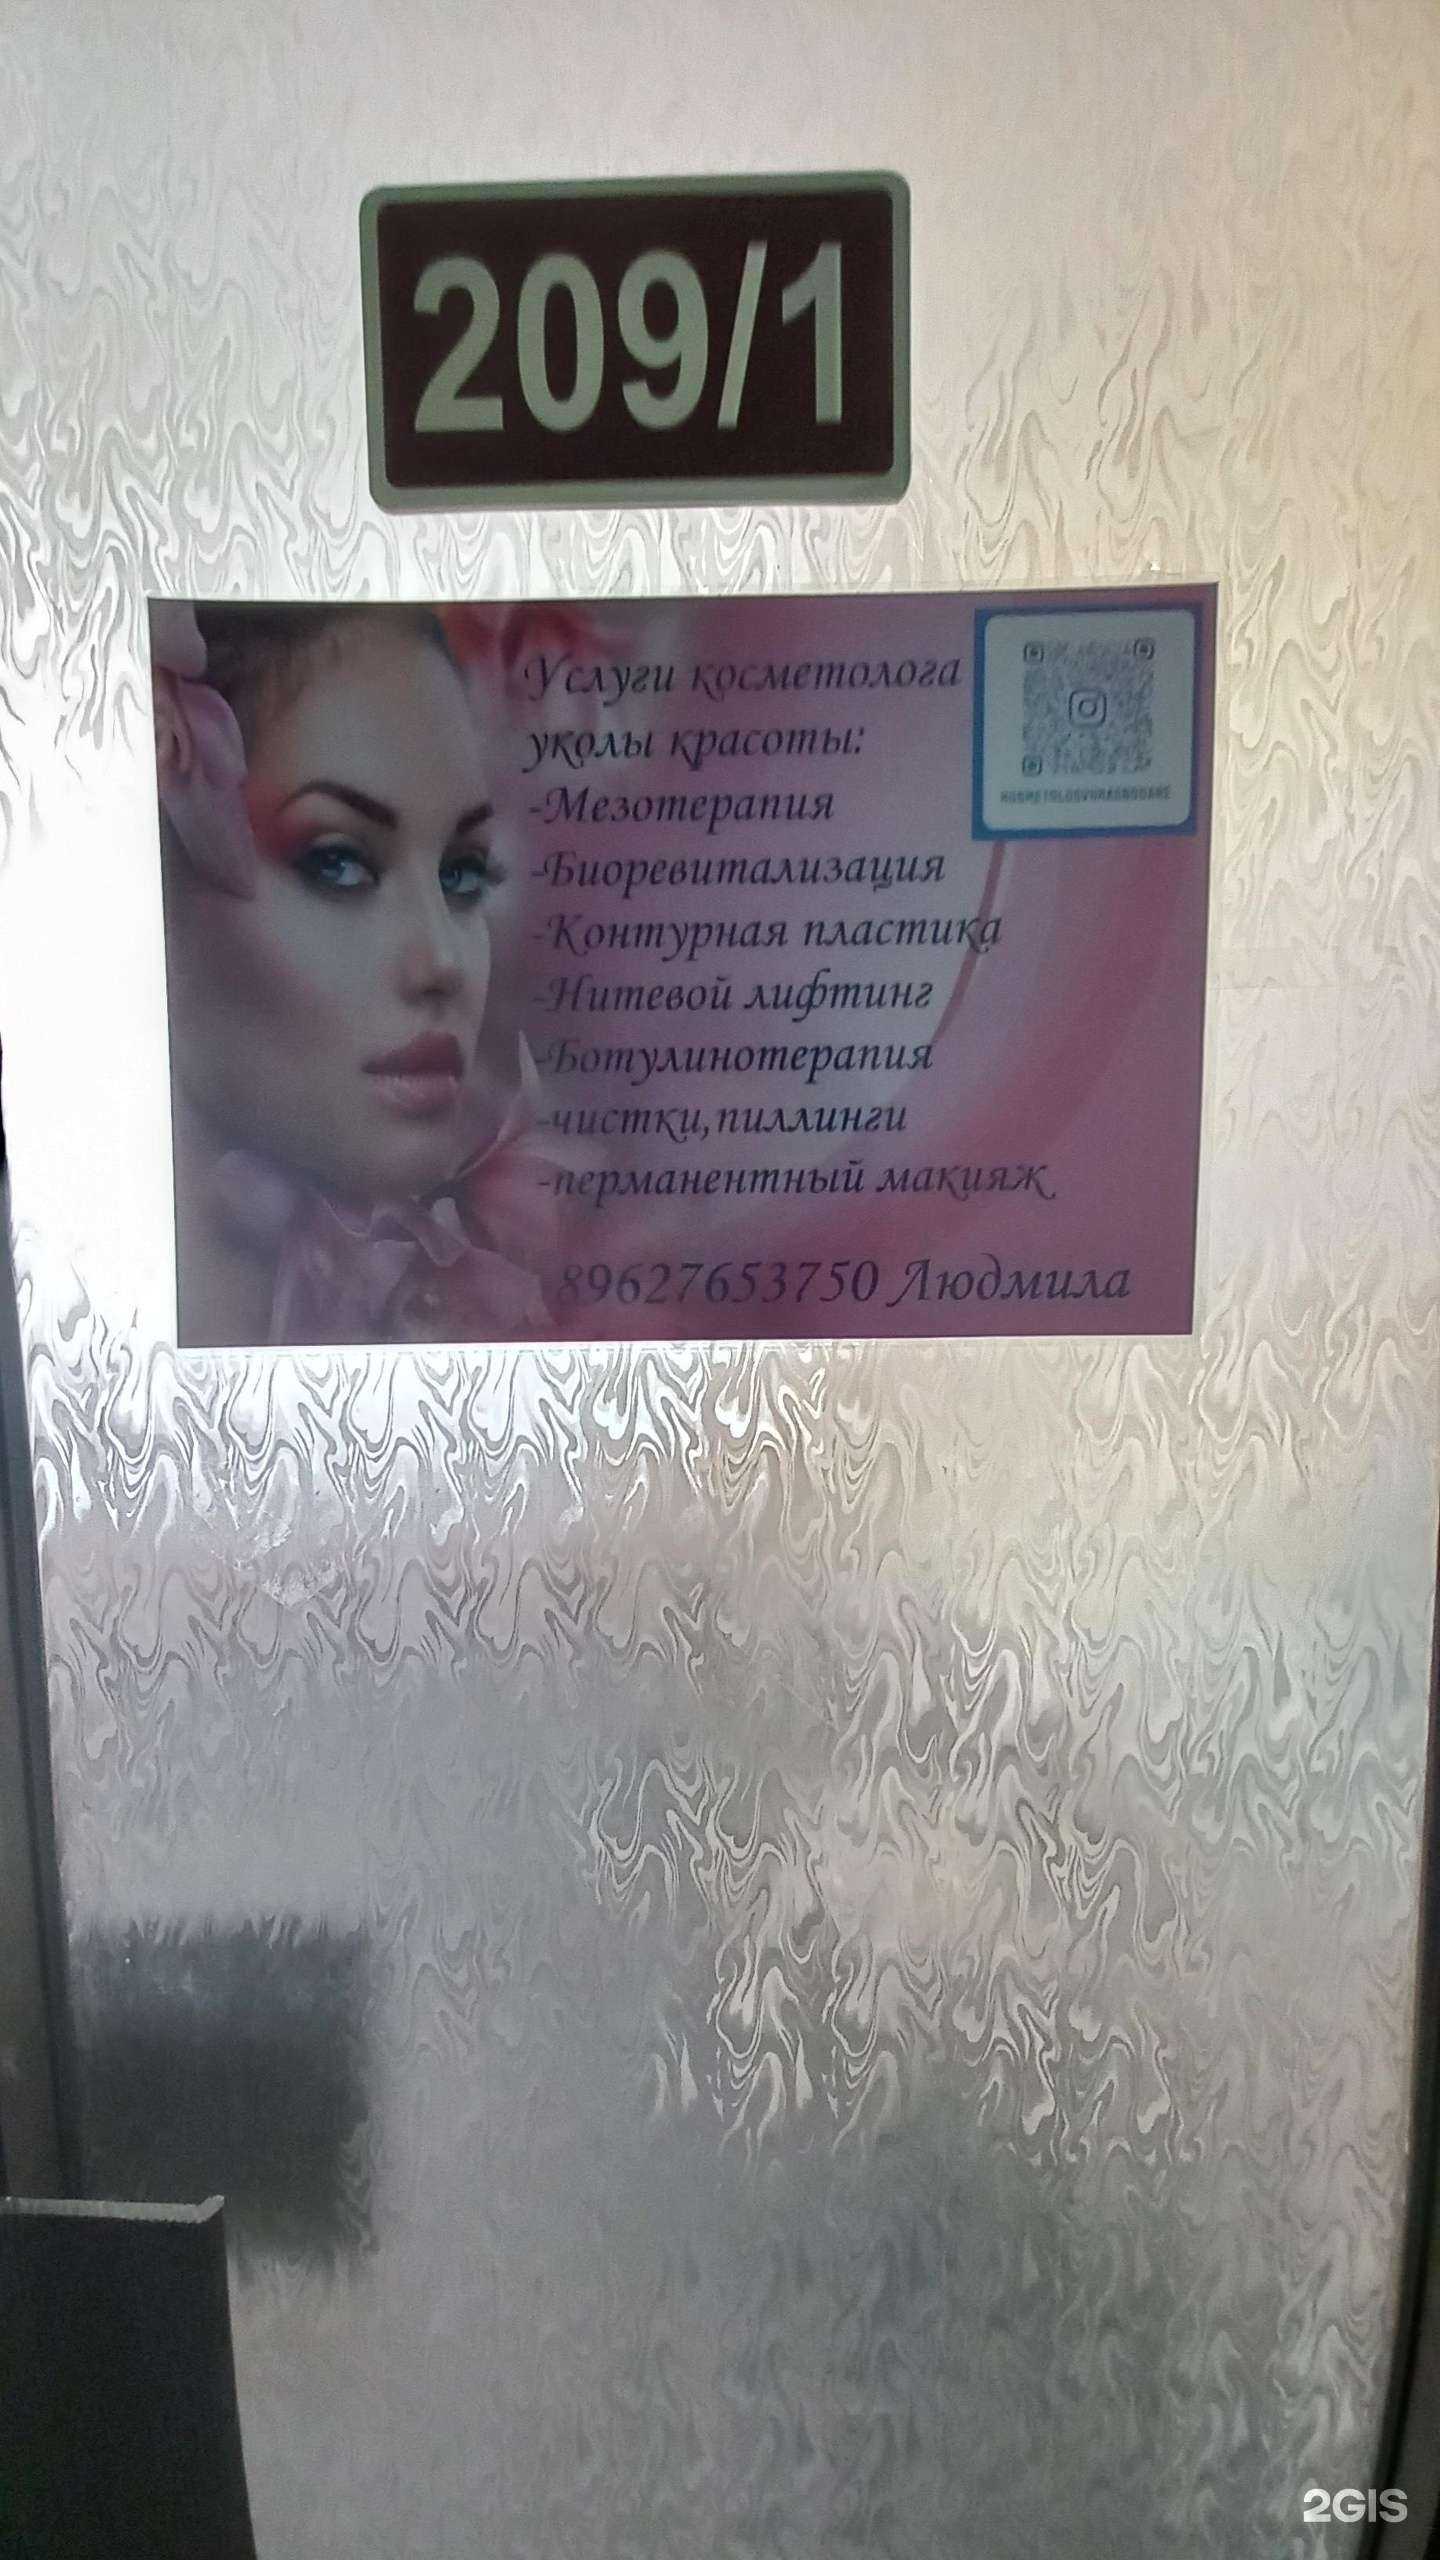 209/1
Услуги косметолога
уколы красоты:
-Мезотерапия
-Биоревитализация
-Контурная пластика
-Нитевой лифтинг
-Ботулинотерапия
-чистки,пиллинги
-перманентный макияж
89627653750 Людмила
2GIS